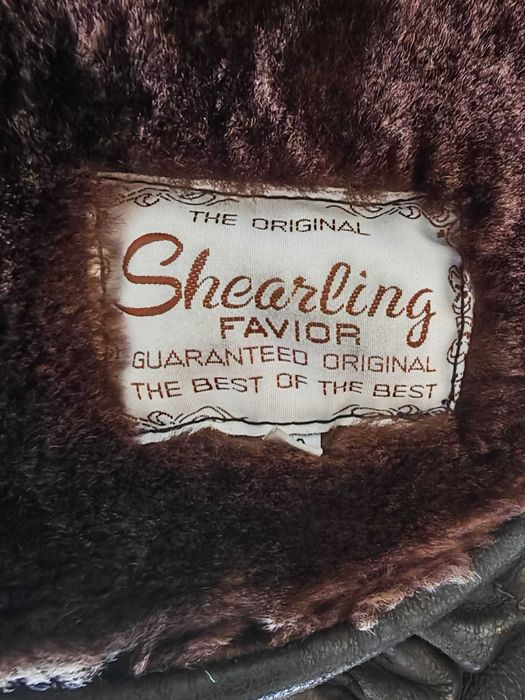 THE ORIGINAL
Shearling
FAVIOR
GUARANTEED ORIGINAL
THE BEST OF THE BEST